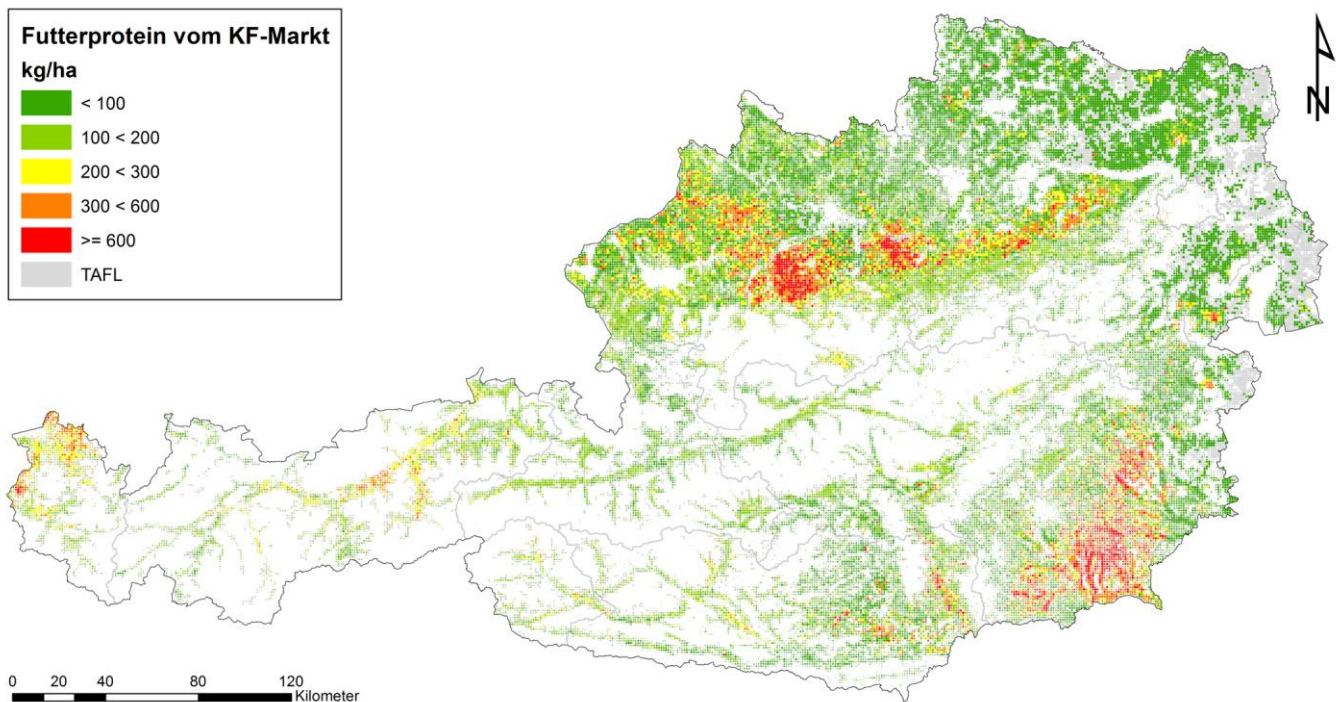 Futterprotein vom KF-Markt
kg/ha
< 100
100 < 200
200 < 300
300 < 600
>= 600
TAFL
N
0 20 40 80 120
Kilometer